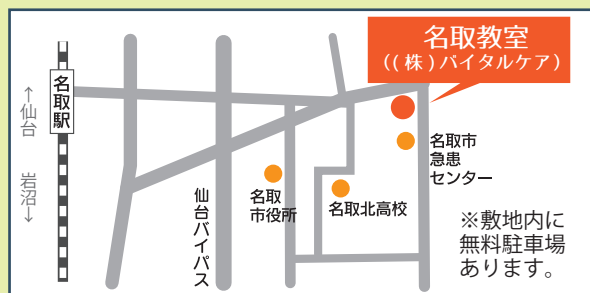 名取教室
（(株)バイタルケア）
名取駅
↑仙台
岩沼↓
仙台バイパス
名取
市役所
名取北高校
名取市
急患
センター
※敷地内に
無料駐車場
あります。